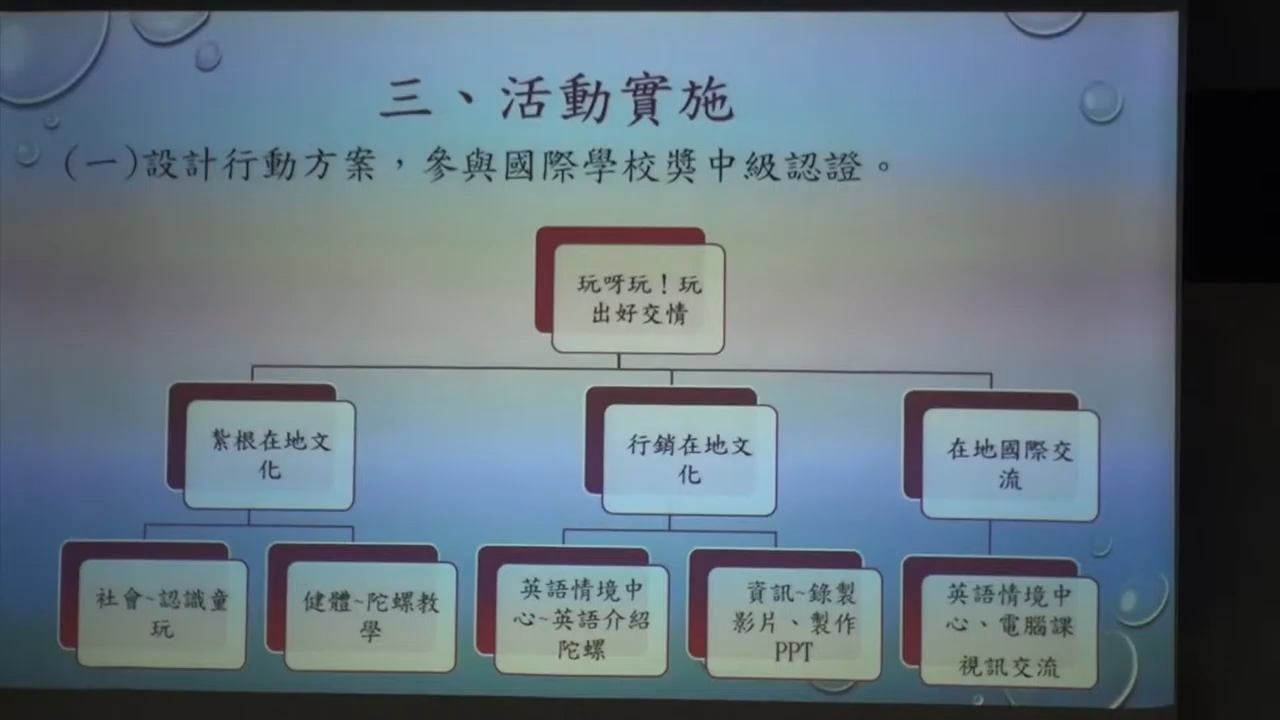 三、活動實施
(一)設計行動方案，參與國際學校獎中級認證。
玩呀玩！玩
出好交情
紮根在地文
化
行銷在地文
化
在地國際交
流
社會~認識童
玩
健體~陀螺教
學
英語情境中
心~英語介紹
陀螺
資訊~錄製
影片、製作
PPT
英語情境中
心、電腦課
視訊交流